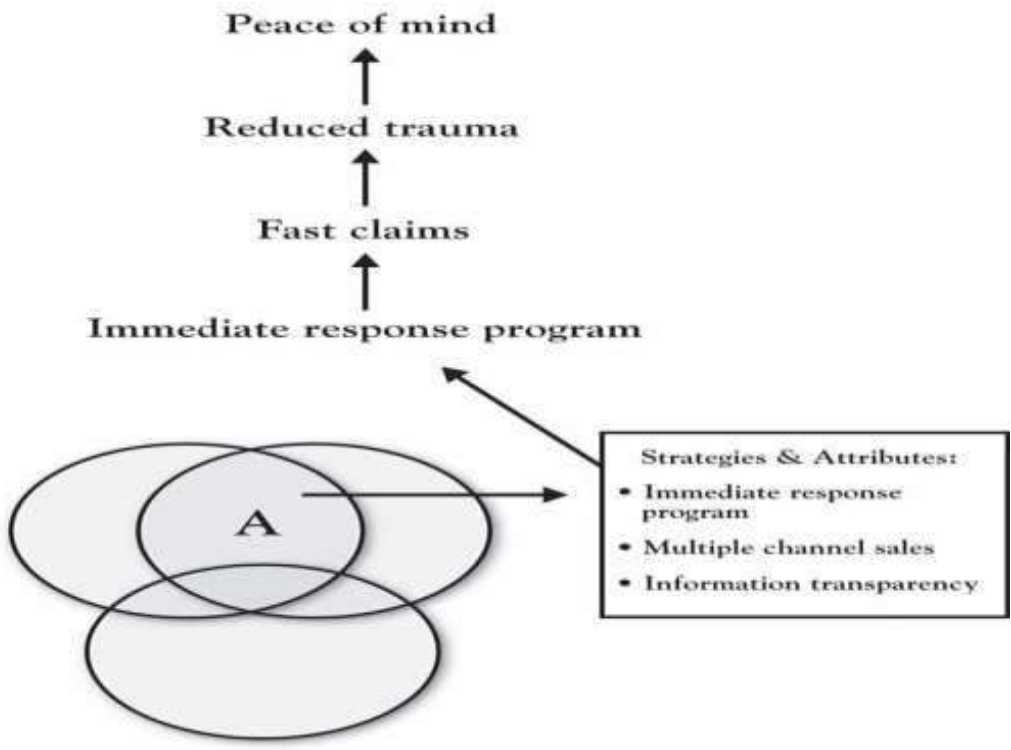 Peace of mind
Reduced trauma
Fast claims
Immediate response program
A
Strategies & Attributes:
• Immediate response
program
• Multiple channel sales
• Information transparency